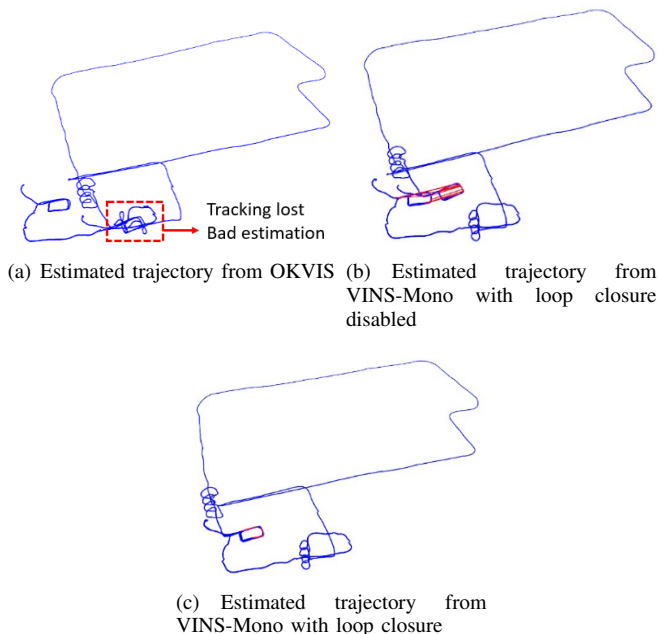 Tracking lost
Bad estimation
(a) Estimated trajectory from OKVIS
(b) Estimated trajectory from
VINS-Mono with loop closure
disabled
(c) Estimated trajectory from
VINS-Mono with loop closure